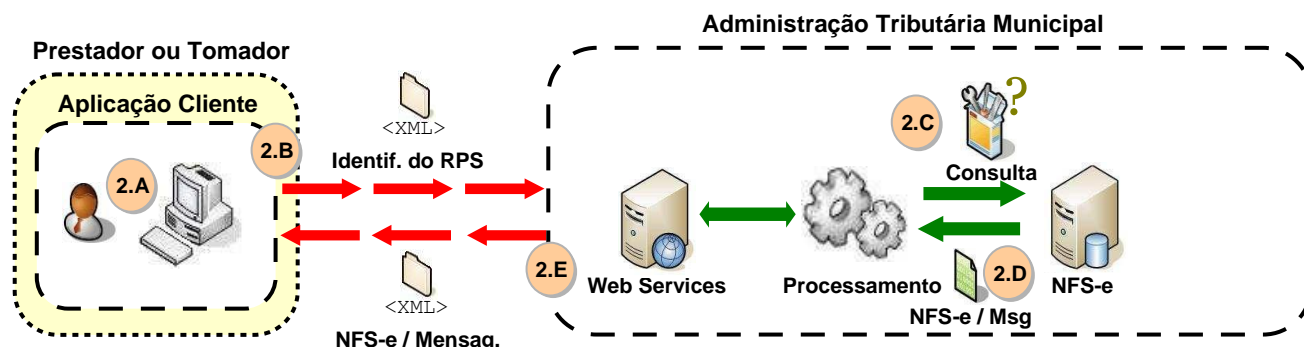 Administração Tributária Municipal
Prestador ou Tomador
Aplicação Cliente
2.A
2.B
<XML>
Identif. do RPS
2.C
?
Consulta
2.E
Web Services
Processamento
2.D
NFS-e
NFS-e / Msg
<XML>
NFS-e / Mensag.